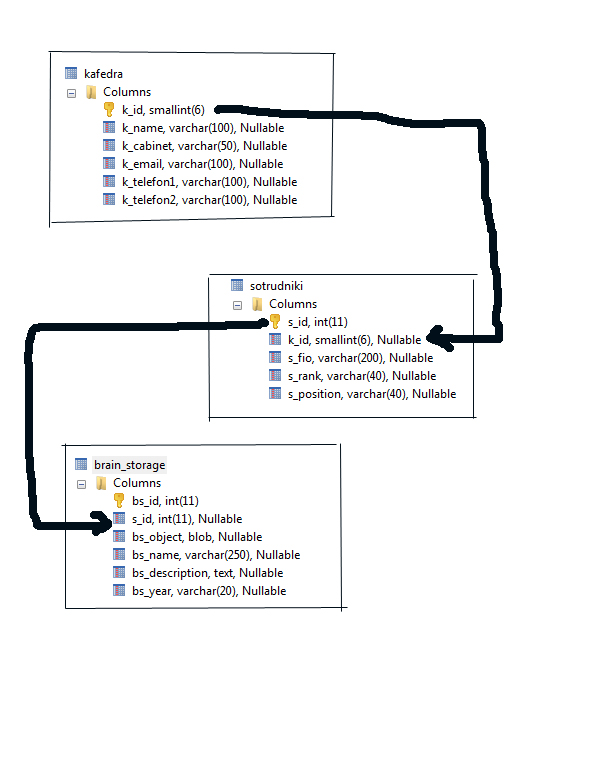 kafedra
Columns
k_id, smallint(6)
k_name, varchar(100), Nullable
k_cabinet, varchar(50), Nullable
k_email, varchar(100), Nullable
k_telefon1, varchar(100), Nullable
k_telefon2, varchar(100), Nullable
sotrudniki
Columns
s_id, int(11)
k_id, smallint(6), Nullable
s_fio, varchar(200), Nullable
s_rank, varchar(40), Nullable
s_position, varchar(40), Nullable
brain_storage
Columns
bs_id, int(11)
s_id, int(11), Nullable
bs_object, blob, Nullable
bs_name, varchar(250), Nullable
bs_description, text, Nullable
bs_year, varchar(20), Nullable